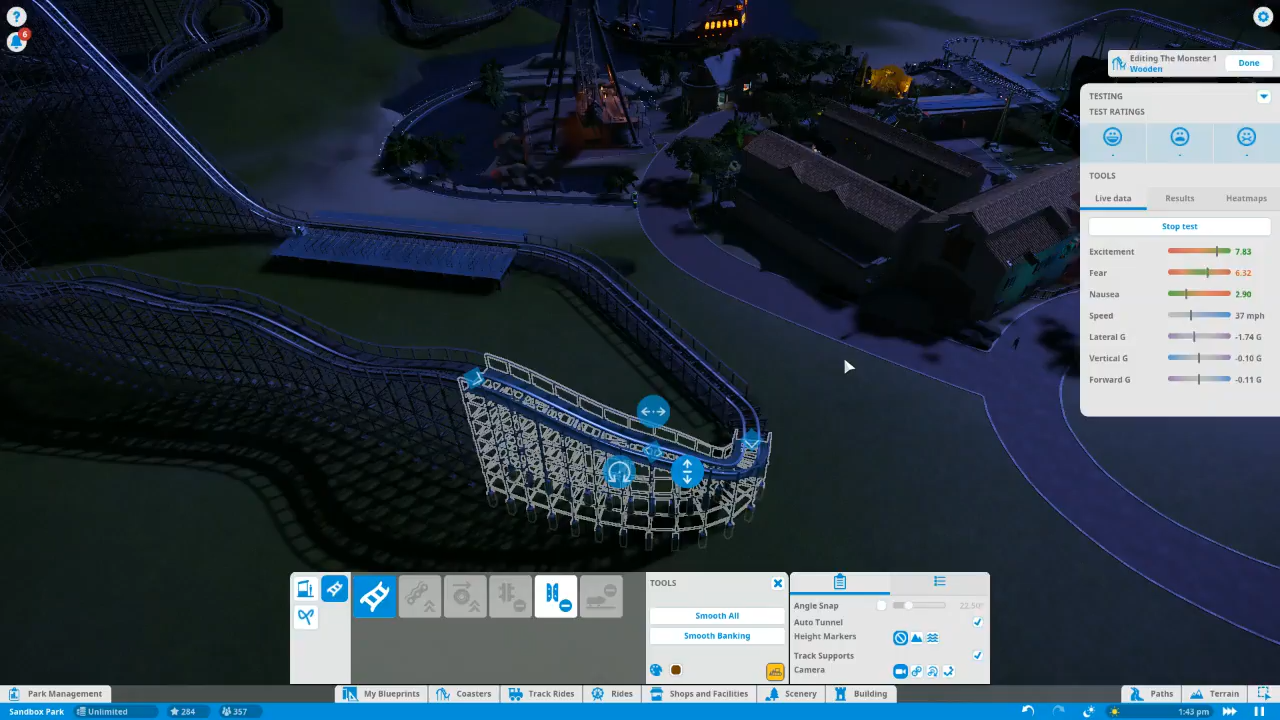 ?
6
Editing The Monster 1
Wooden
Done
TESTING
TEST RATINGS
- - -
TOOLS
Live data Results Heatmaps
Stop test
Excitement 7.83
Fear 6.32
Nausea 2.90
Speed 37 mph
Lateral G -1.74 G
Vertical G -0.10 G
Forward G -0.11 G
TOOLS
Smooth All
Smooth Banking
Angle Snap 22.50°
Auto Tunnel
Height Markers
Track Supports
Camera
Park Management My Blueprints Coasters Track Rides Rides Shops and Facilities Scenery Building Paths Terrain
Sandbox Park Unlimited 284 357 1:43 pm